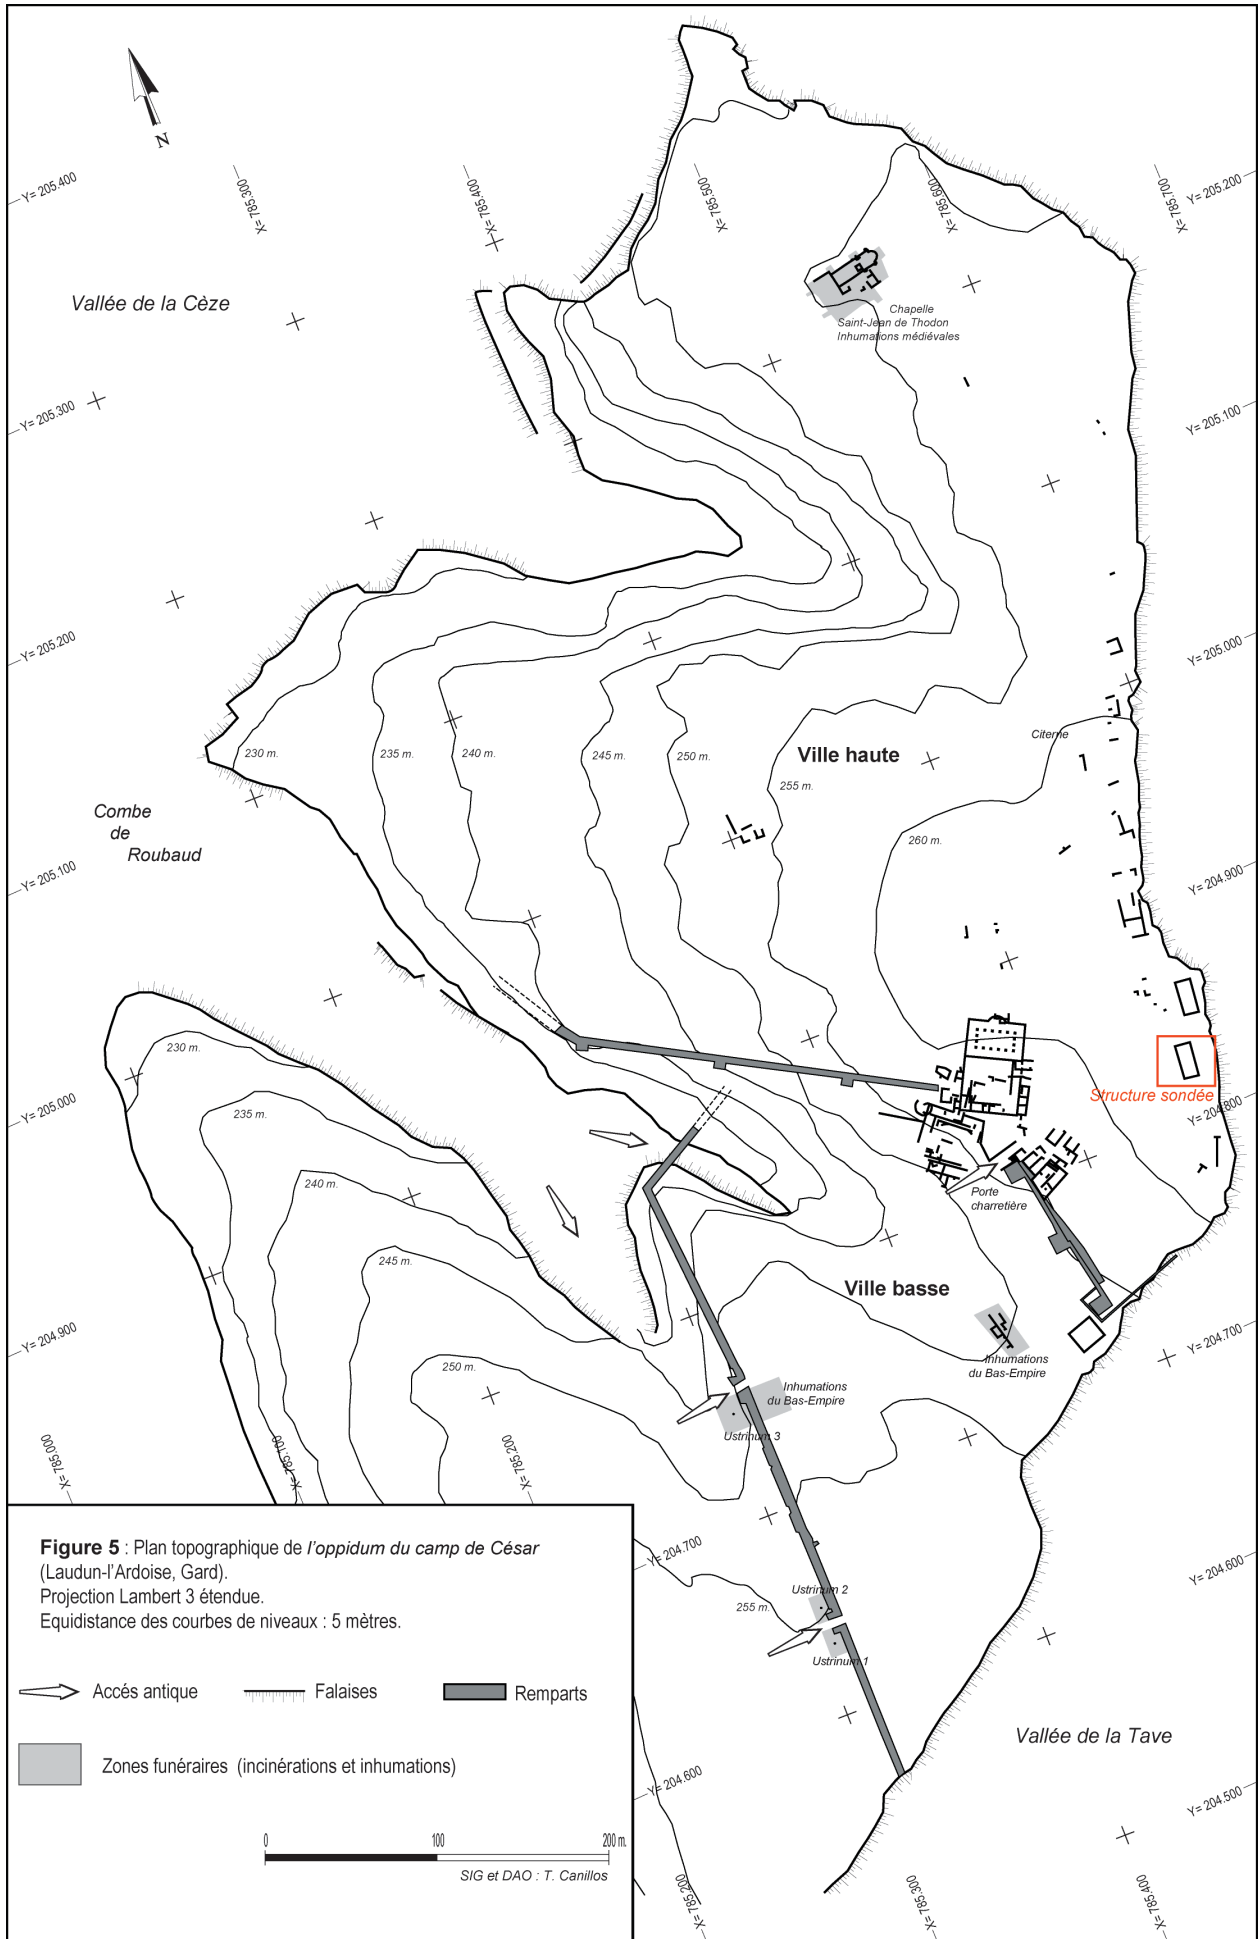 N
Y= 205.400
X= 785.300
X= 785.400
X= 785.500
X= 785.600
X= 785.700
Y= 205.200
Vallée de la Cèze
Chapelle
Saint-Jean de Thodon
Inhumations médiévales
Y= 205.300
Y= 205.100
Y= 205.200
Y= 205.000
Citerne
230 m.
235 m.
240 m.
245 m.
250 m.
Ville haute
255 m.
260 m.
Combe
de
Roubaud
Y= 205.100
Y= 204.900
230 m.
Structure sondée
Y= 204.800
Y= 205.000
235 m.
240 m.
Porte
charretière
245 m.
Ville basse
Y= 204.900
Y= 204.700
250 m.
Inhumations
du Bas-Empire
Inhumations
du Bas-Empire
Ustrinum 3
X= 785.000
X= 785.100
X= 785.200
Y= 204.700
Y= 204.600
Ustrinum 2
255 m.
Ustrinum 1
Figure 5 : Plan topographique de l'oppidum du camp de César
(Laudun-l'Ardoise, Gard).
Projection Lambert 3 étendue.
Equidistance des courbes de niveaux : 5 mètres.
Accés antique
Falaises
Remparts
Zones funéraires (incinérations et inhumations)
0 100 200 m.
SIG et DAO : T. Canillos
Vallée de la Tave
Y= 204.600
Y= 204.500
X= 785.200
X= 785.300
X= 785.400